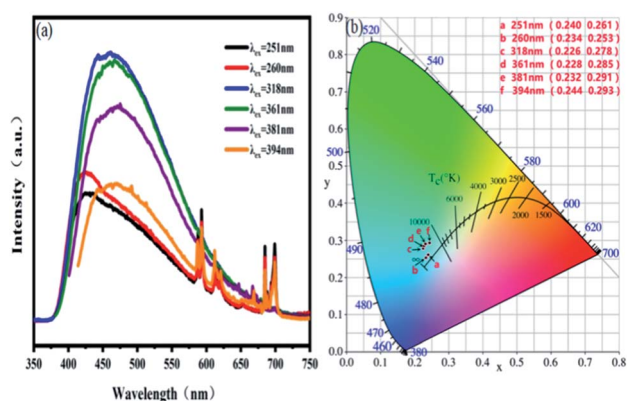 (a)
λex=251nm
λex=260nm
λex=318nm
λex=361nm
λex=381nm
λex=394nm
Intensity (a.u.)
350 400 450 500 550 600 650 700 750
Wavelength (nm)
(b)
a 251nm ( 0.240 0.261 )
b 260nm ( 0.234 0.253 )
c 318nm ( 0.226 0.278 )
d 361nm ( 0.228 0.285 )
e 381nm ( 0.232 0.291 )
f 394nm ( 0.244 0.293 )
0.9
0.8
0.7
0.6
0.5
y
0.4
0.3
0.2
0.1
0.0
520
540
560
500
580
Tc(°K)
2500
3000
4000
6000
10000
2000
1500
600
620
700
490
e f
d
c
∞
b a
480
470
460
380
0.0 0.1 0.2 0.3 0.4 0.5 0.6 0.7 0.8
x